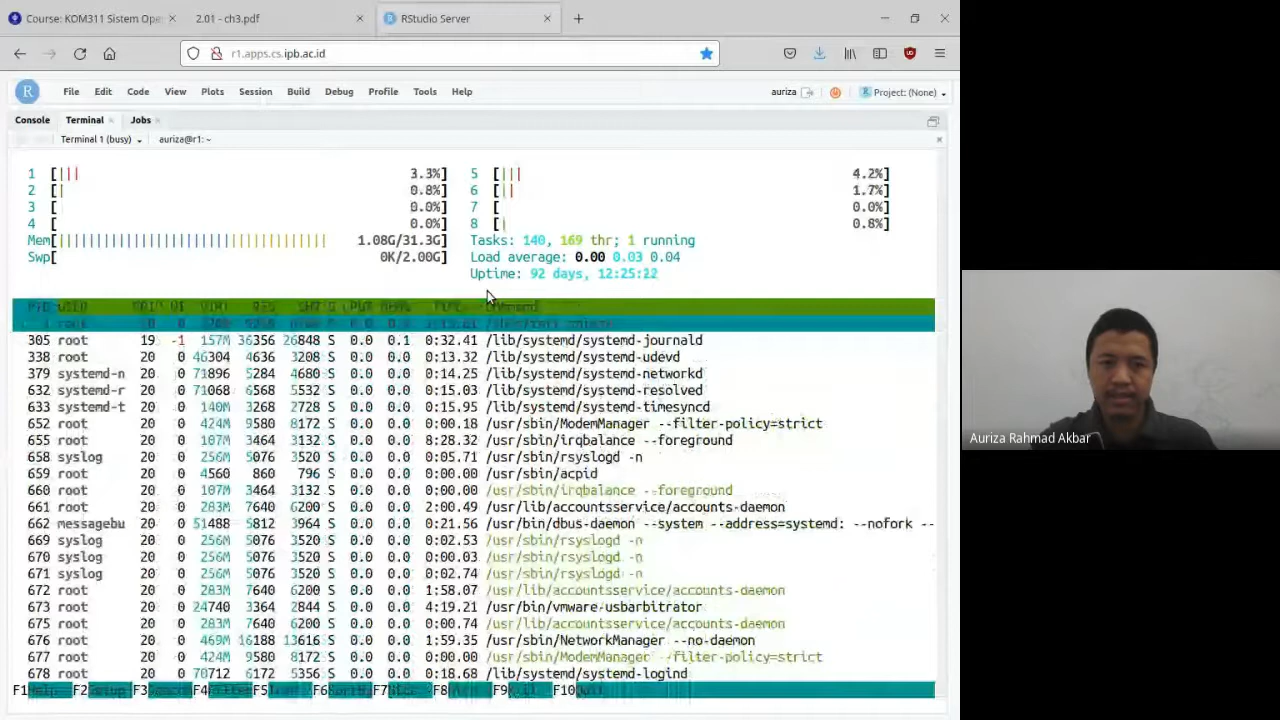 Course: KOM311 Sistem Ope
2.01 - ch3.pdf
RStudio Server
r1.apps.cs.ipb.ac.id
File Edit Code View Plots Session Build Debug Profile Tools Help
auriza
Project: (None)
Console Terminal Jobs
Terminal 1 (busy) auriza@r1: ~
1 [||| 3.3%] 5 [||| 4.2%]
2 [| 0.8%] 6 [|| 1.7%]
3 [ 0.0%] 7 [ 0.0%]
4 [ 0.0%] 8 [| 0.8%]
Mem[ 1.08G/31.3G] Tasks: 140, 169 thr; 1 running
Swp[ 0K/2.00G] Load average: 0.00 0.03 0.04
Uptime: 92 days, 12:25:22
1 root
305 root 19 -1 157M 36356 26848 S 0.0 0.1 0:32.41 /lib/systemd/systemd-journald
338 root 20 0 46304 4636 3208 S 0.0 0.0 0:13.32 /lib/systemd/systemd-udevd
379 systemd-n 20 0 71896 5284 4680 S 0.0 0.0 0:14.25 /lib/systemd/systemd-networkd
632 systemd-r 20 0 71068 6568 5532 S 0.0 0.0 0:15.03 /lib/systemd/systemd-resolved
633 systemd-t 20 0 140M 3268 2728 S 0.0 0.0 0:15.95 /lib/systemd/systemd-timesyncd
652 root 20 0 424M 9580 8172 S 0.0 0.0 0:00.18 /usr/sbin/ModemManager --filter-policy=strict
655 root 20 0 107M 3464 3132 S 0.0 0.0 8:28.32 /usr/sbin/irqbalance --foreground
658 syslog 20 0 256M 5076 3520 S 0.0 0.0 0:05.71 /usr/sbin/rsyslogd -n
659 root 20 0 4560 860 796 S 0.0 0.0 0:00.00 /usr/sbin/acpid
660 root 20 0 107M 3464 3132 S 0.0 0.0 0:00.00 /usr/sbin/irqbalance --foreground
661 root 20 0 283M 7640 6200 S 0.0 0.0 2:00.49 /usr/lib/accountsservice/accounts-daemon
662 messagebu 20 0 51488 5812 3964 S 0.0 0.0 0:21.56 /usr/bin/dbus-daemon --system --address=systemd: --nofork --
669 syslog 20 0 256M 5076 3520 S 0.0 0.0 0:02.53 /usr/sbin/rsyslogd -n
670 syslog 20 0 256M 5076 3520 S 0.0 0.0 0:00.03 /usr/sbin/rsyslogd -n
671 syslog 20 0 256M 5076 3520 S 0.0 0.0 0:02.74 /usr/sbin/rsyslogd -n
672 root 20 0 283M 7640 6200 S 0.0 0.0 1:58.07 /usr/lib/accountsservice/accounts-daemon
673 root 20 0 24740 3364 2844 S 0.0 0.0 4:19.21 /usr/bin/vmware-usbarbitrator
675 root 20 0 283M 7640 6200 S 0.0 0.0 0:00.74 /usr/lib/accountsservice/accounts-daemon
676 root 20 0 469M 16188 13616 S 0.0 0.0 1:59.35 /usr/sbin/NetworkManager --no-daemon
677 root 20 0 424M 9580 8172 S 0.0 0.0 0:00.00 /usr/sbin/ModemManager --filter-policy=strict
678 root 20 0 70712 6172 5356 S 0.0 0.0 0:18.68 /lib/systemd/systemd-logind
F1 F2 F3 F4 F5 F6 F7 F8 F9 F10
Auriza Rahmad Akbar